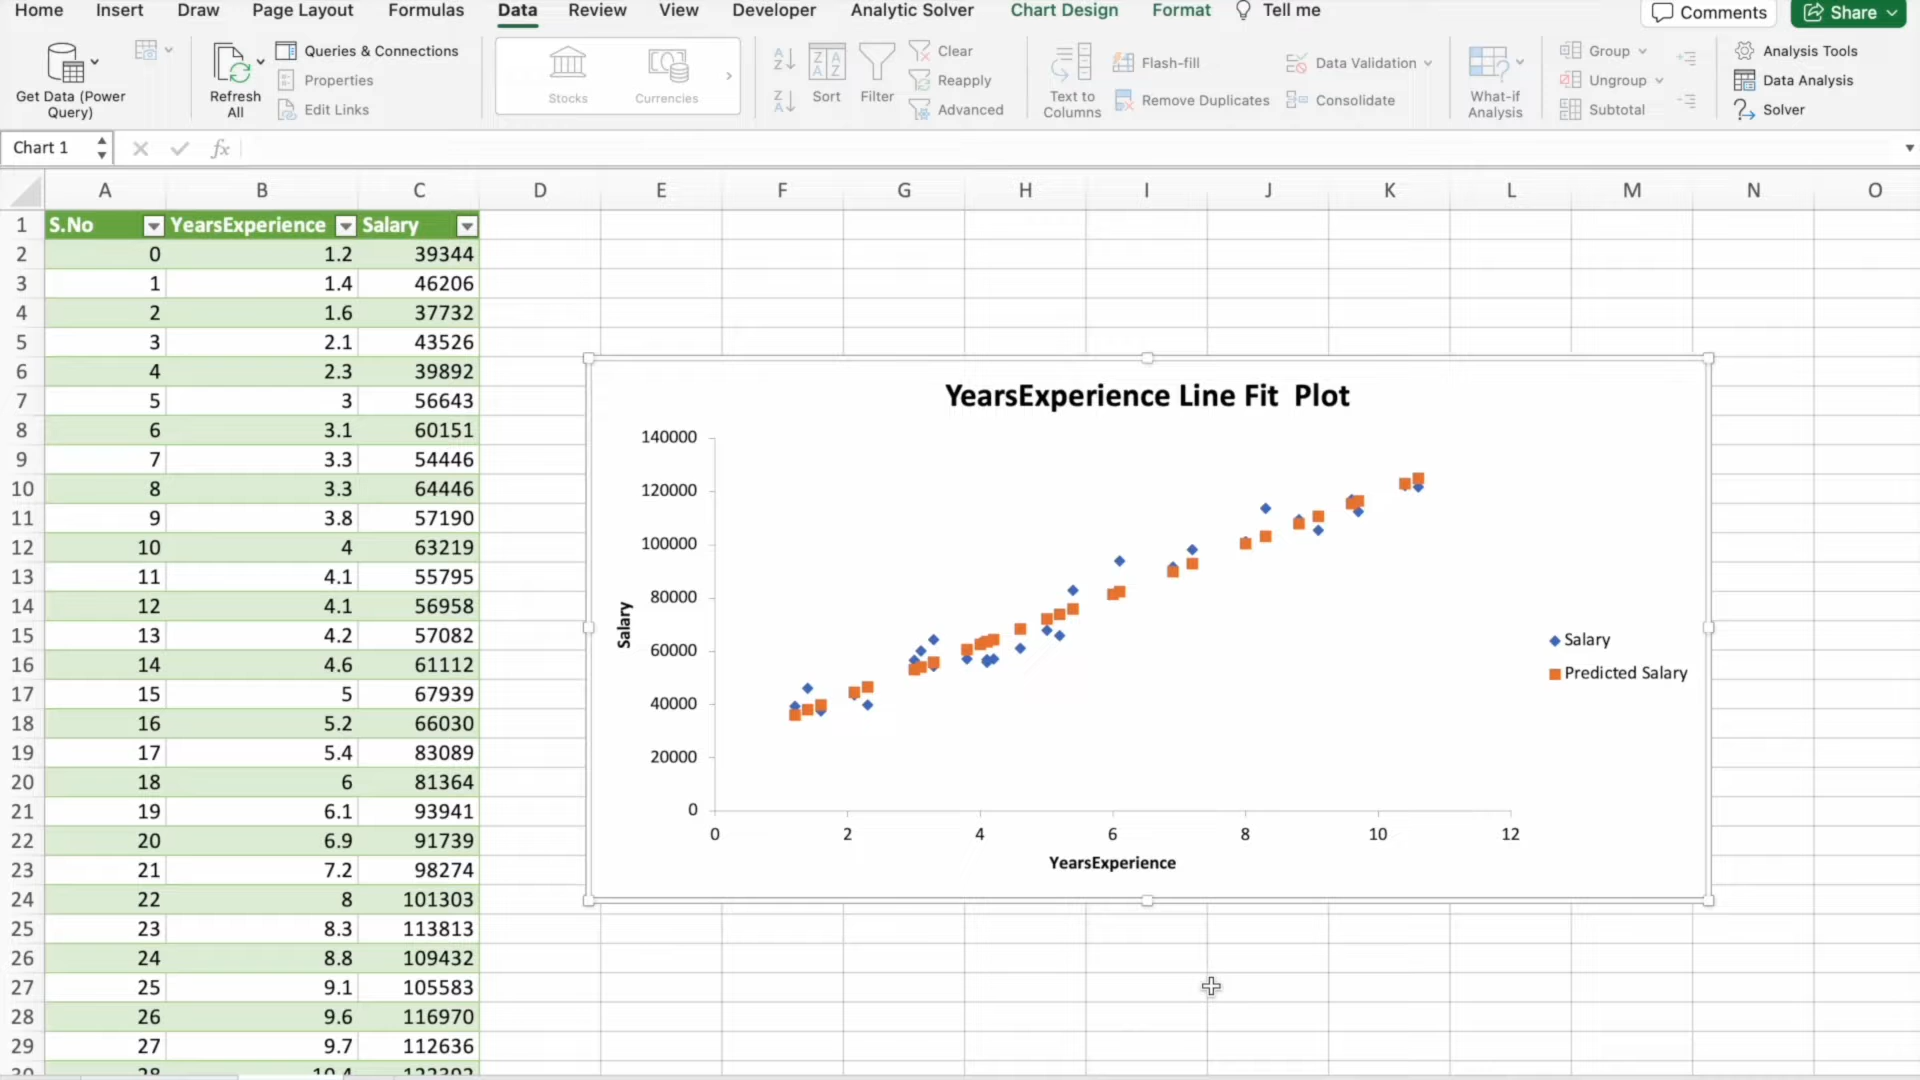 Home Insert Draw Page Layout Formulas Data Review View Developer Analytic Solver Chart Design Format Tell me Comments Share
Get Data (Power Query)
Refresh All
Queries & Connections
Properties
Edit Links
Stocks
Currencies
Sort
Filter
Clear
Reapply
Advanced
Text to Columns
Flash-fill
Remove Duplicates
Data Validation
Consolidate
What-if Analysis
Group
Ungroup
Subtotal
Analysis Tools
Data Analysis
Solver
Chart 1 fx
A B C D E F G H I J K L M N O
1 S.No YearsExperience Salary
2 0 1.2 39344
3 1 1.4 46206
4 2 1.6 37732
5 3 2.1 43526
6 4 2.3 39892
7 5 3 56643
8 6 3.1 60151
9 7 3.3 54446
10 8 3.3 64446
11 9 3.8 57190
12 10 4 63219
13 11 4.1 55795
14 12 4.1 56958
15 13 4.2 57082
16 14 4.6 61112
17 15 5 67939
18 16 5.2 66030
19 17 5.4 83089
20 18 6 81364
21 19 6.1 93941
22 20 6.9 91739
23 21 7.2 98274
24 22 8 101303
25 23 8.3 113813
26 24 8.8 109432
27 25 9.1 105583
28 26 9.6 116970
29 27 9.7 112636
YearsExperience Line Fit Plot
140000
120000
100000
80000
60000
40000
20000
0
Salary
0 2 4 6 8 10 12
YearsExperience
Salary
Predicted Salary